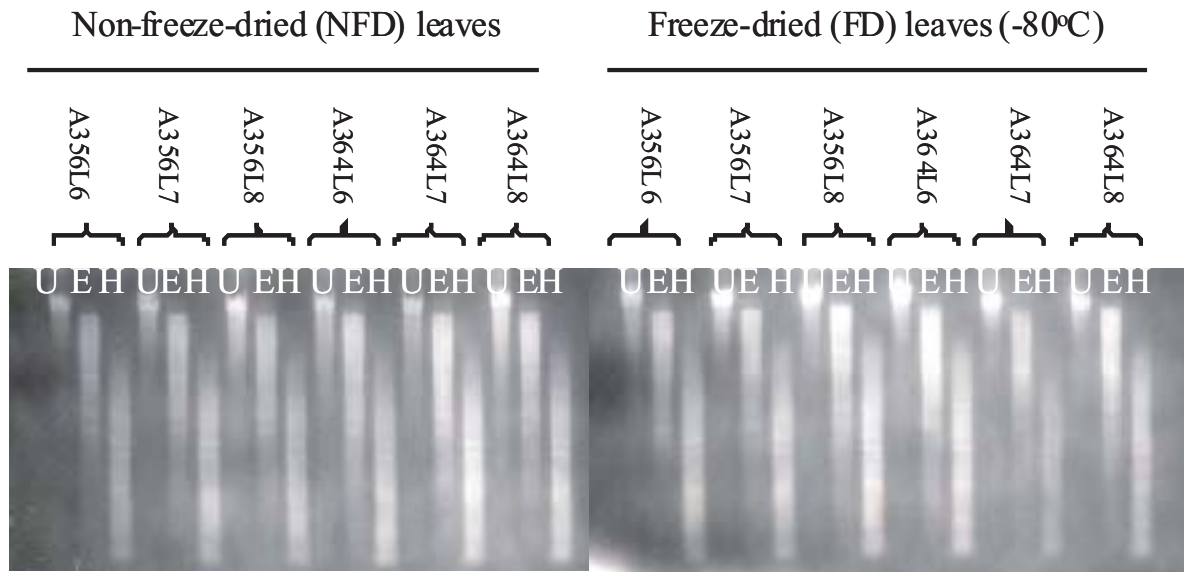 Non-freeze-dried (NFD) leaves Freeze-dried (FD) leaves (-80ºC)
A356L6 A356L7 A356L8 A364L6 A364L7 A364L8 A356L6 A356L7 A356L8 A364L6 A364L7 A364L8
U E H U E H U E H U E H U E H U E H U E H U E H U E H U E H U E H U E H